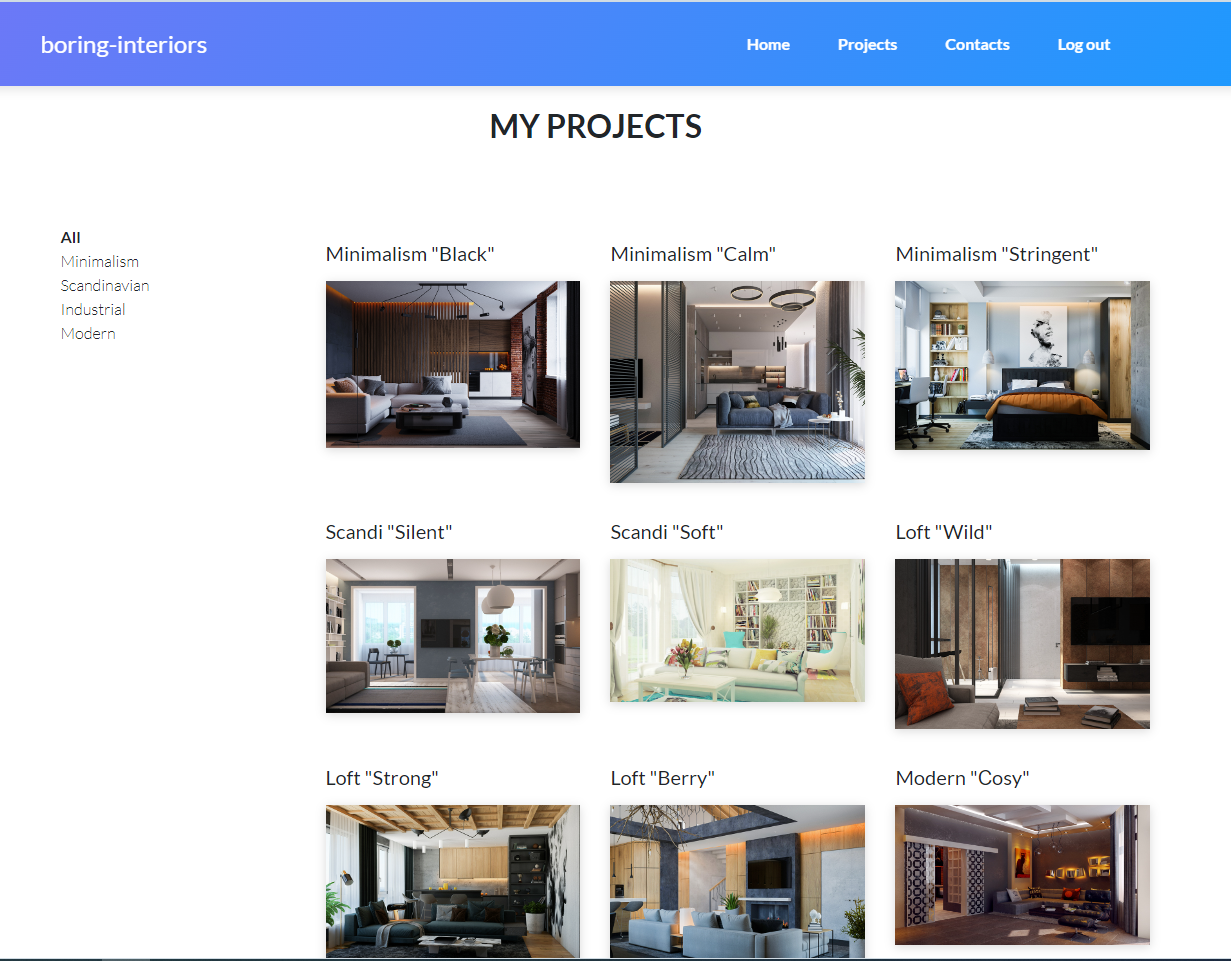 boring-interiors
Home Projects Contacts Log out
MY PROJECTS
All
Minimalism
Scandinavian
Industrial
Modern
Minimalism "Black" Minimalism "Calm" Minimalism "Stringent"
Scandi "Silent" Scandi "Soft" Loft "Wild"
Loft "Strong" Loft "Berry" Modern "Cosy"